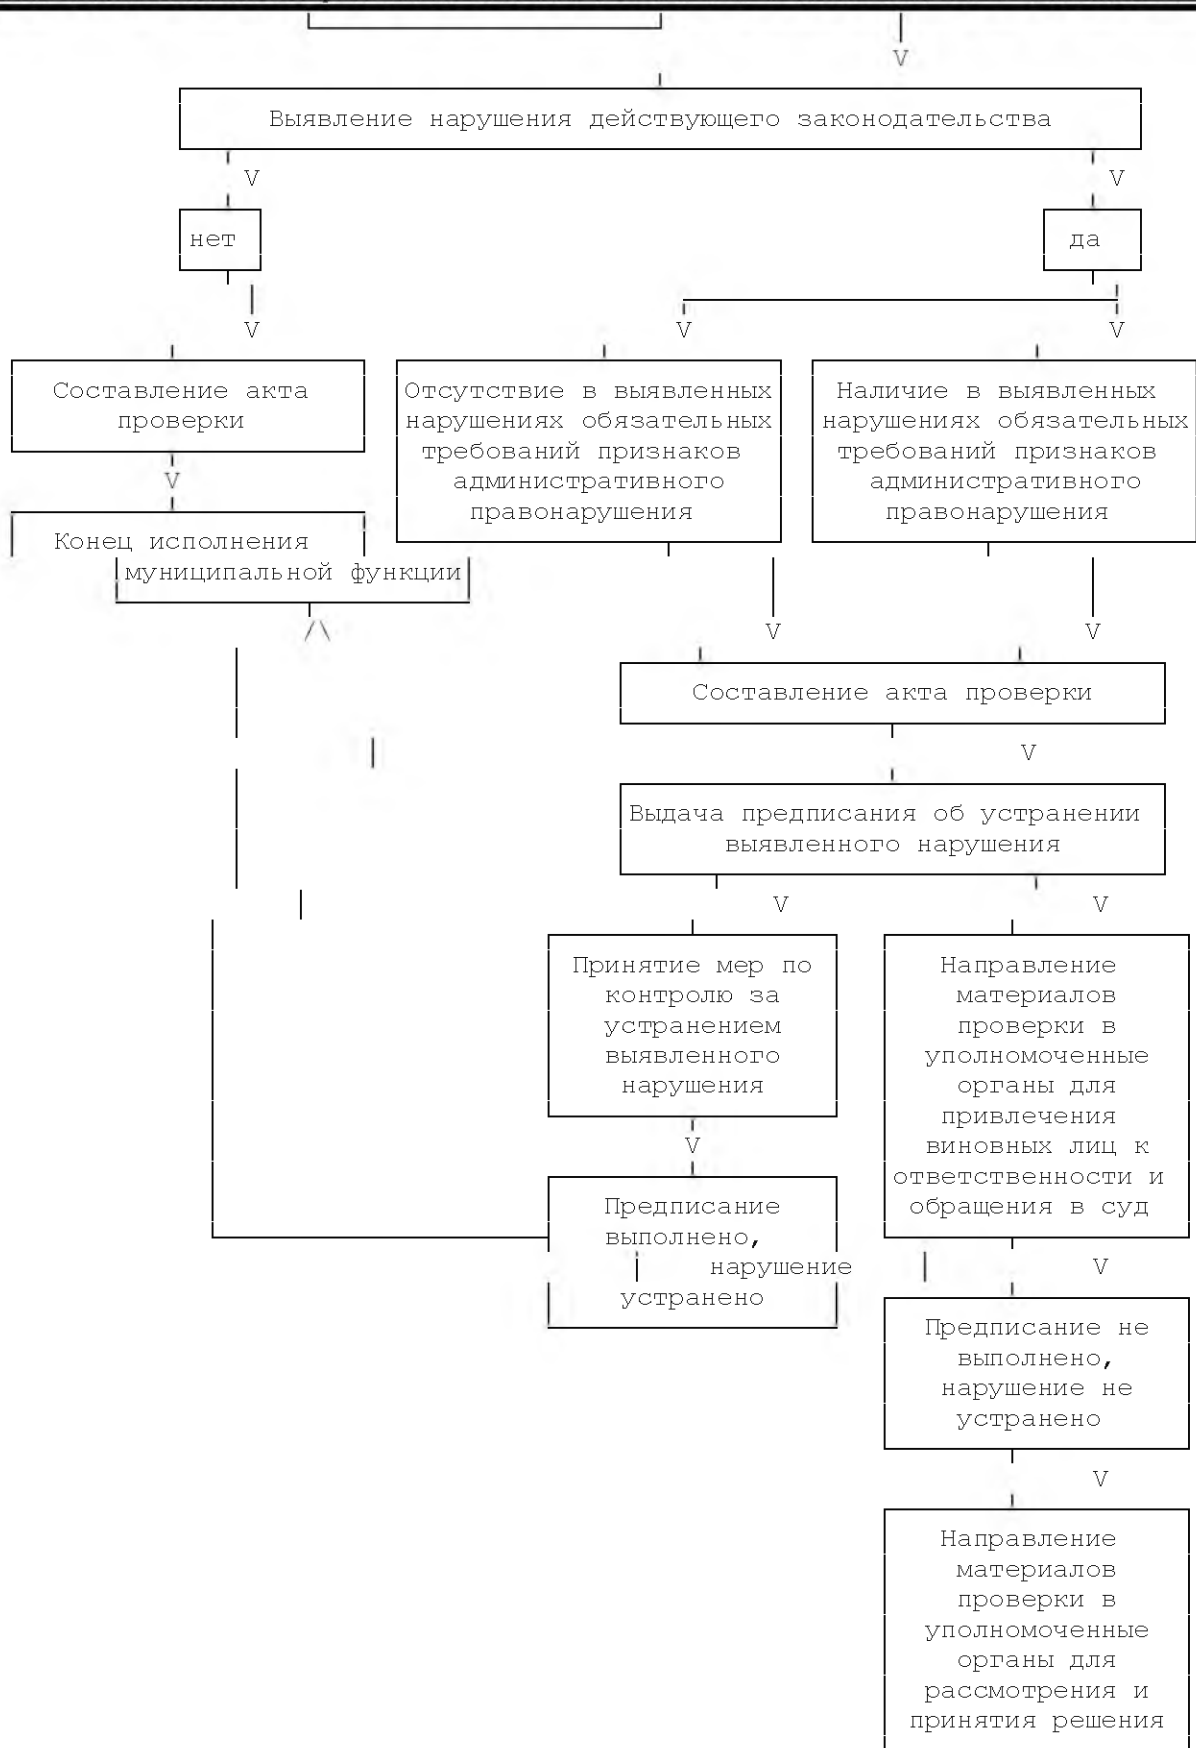 Выявление нарушения действующего законодательства
нет
да
Составление акта
проверки
Отсутствие в выявленных
нарушениях обязательных
требований признаков
административного
правонарушения
Наличие в выявленных
нарушениях обязательных
требований признаков
административного
правонарушения
Конец исполнения
муниципальной функции
Составление акта проверки
Выдача предписания об устранении
выявленного нарушения
Принятие мер по
контролю за
устранением
выявленного
нарушения
Направление
материалов
проверки в
уполномоченные
органы для
привлечения
виновных лиц к
ответственности и
обращения в суд
Предписание
выполнено,
нарушение
устранено
Предписание не
выполнено,
нарушение не
устранено
Направление
материалов
проверки в
уполномоченные
органы для
рассмотрения и
принятия решения